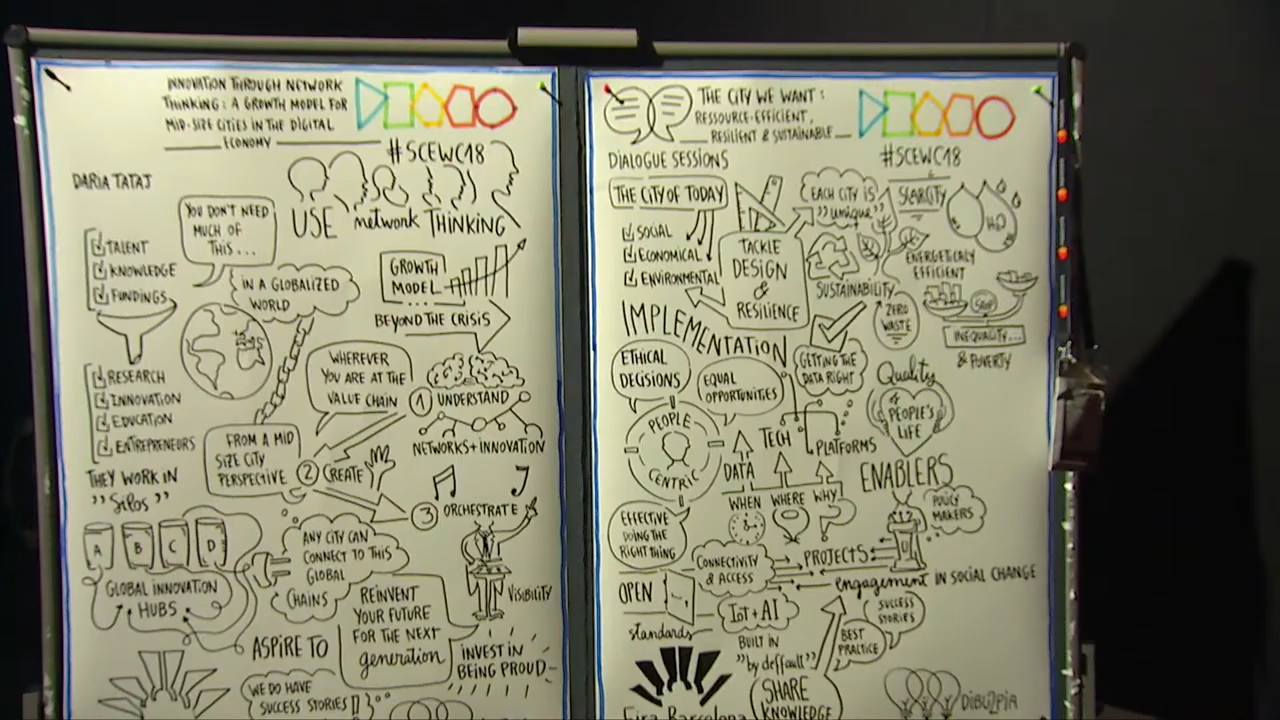 INNOVATION THROUGH NETWORK
THINKING: A GROWTH MODEL FOR
MID-SIZE CITIES IN THE DIGITAL
ECONOMY
#SCEWC18
DARIA TATAJ
YOU DON'T NEED
MUCH OF
THIS...
USE network THINKING
TALENT
KNOWLEDGE
FUNDINGS
IN A GLOBALIZED
WORLD
GROWTH
MODEL...
BEYOND THE CRISIS
WHEREVER
YOU ARE AT THE
VALUE CHAIN
1 UNDERSTAND
NETWORKS+INNOVATION
RESEARCH
INNOVATION
EDUCATION
ENTREPRENEURS
FROM A MID
SIZE CITY
PERSPECTIVE
2 CREATE
3 ORCHESTRATE
THEY WORK IN
"Silos"
A B C D
GLOBAL INNOVATION
HUBS
ANY CITY CAN
CONNECT TO THIS
GLOBAL
CHAINS
VISIBILITY
ASPIRE TO
REINVENT
YOUR FUTURE
FOR THE NEXT
generation
INVEST IN
BEING PROUD
WE DO HAVE
SUCCESS STORIES!
THE CITY WE WANT:
RESSOURCE-EFFICIENT,
RESILIENT & SUSTAINABLE
#SCEWC18
DIALOGUE SESSIONS
THE CITY OF TODAY
SOCIAL
ECONOMICAL
ENVIRONMENTAL
TACKLE
DESIGN
&
RESILIENCE
EACH CITY IS
"unique"
SCARCITY
H2O
SUSTAINABILITY
ENERGETICALY
EFFICIENT
ZERO
WASTE
GAP
INEQUALITY...
& POVERTY
IMPLEMENTATION
ETHICAL
DECISIONS
EQUAL
OPPORTUNITIES
GETTING THE
DATA RIGHT
Quality
of
PEOPLE'S
LIFE
PEOPLE
CENTRIC
TECH
PLATFORMS
DATA
WHEN WHERE WHY
ENABLERS
POLICY
MAKERS
EFFECTIVE
DOING THE
RIGHT THING
CONNECTIVITY
& ACCESS
PROJECTS
engagement IN SOCIAL CHANGE
OPEN
standards
IoT + AI
BUILT IN
"by deffault"
BEST
PRACTICE
SUCCESS
STORIES
SHARE
KNOWLEDGE
Fira Barcelona